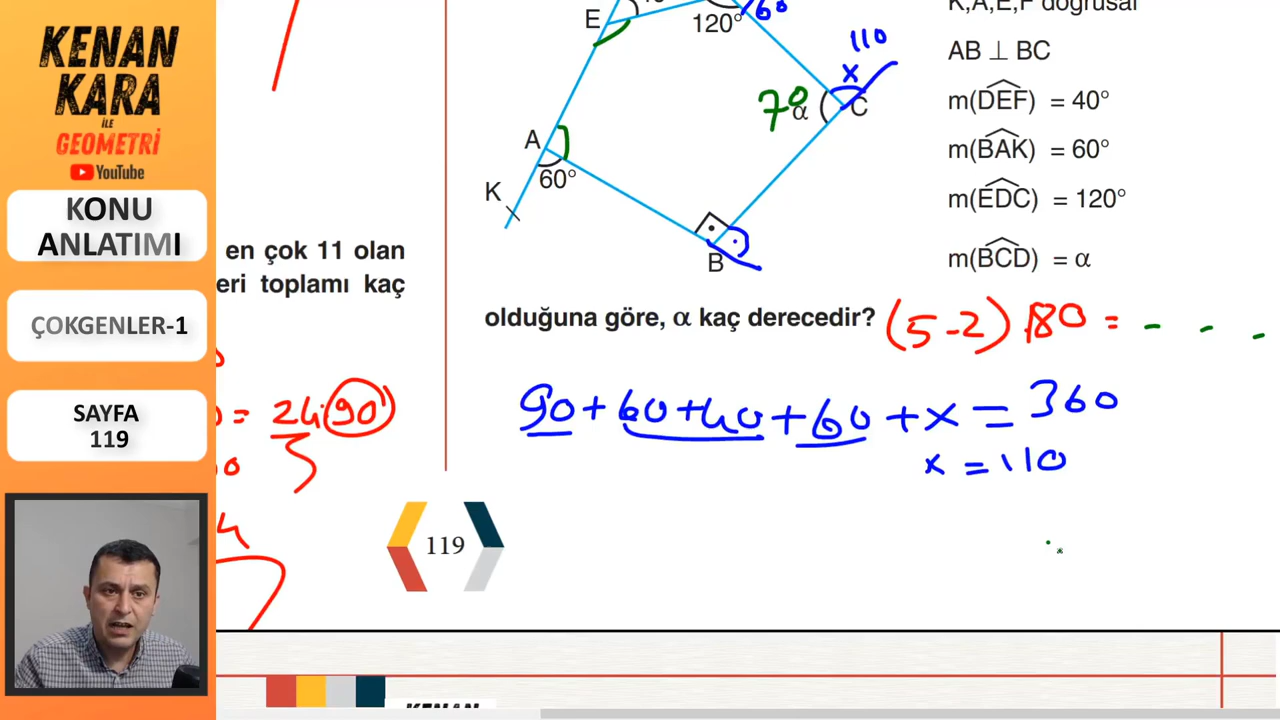 KENAN
KARA
İLE
GEOMETRİ
YouTube
KONU
ANLATIMI
ÇOKGENLER-1
SAYFA
119
en çok 11 olan
eri toplamı kaç
= 24.(90)
E
120°
60
110
x
70
α
C
A
60°
K
B
K,A,E,F doğrusal
AB ⊥ BC
m(DEF) = 40°
m(BAK) = 60°
m(EDC) = 120°
m(BCD) = α
olduğuna göre, α kaç derecedir?
(5-2) 180 = - - -
90+60+40+60+x=360
x=110
119
KENAN